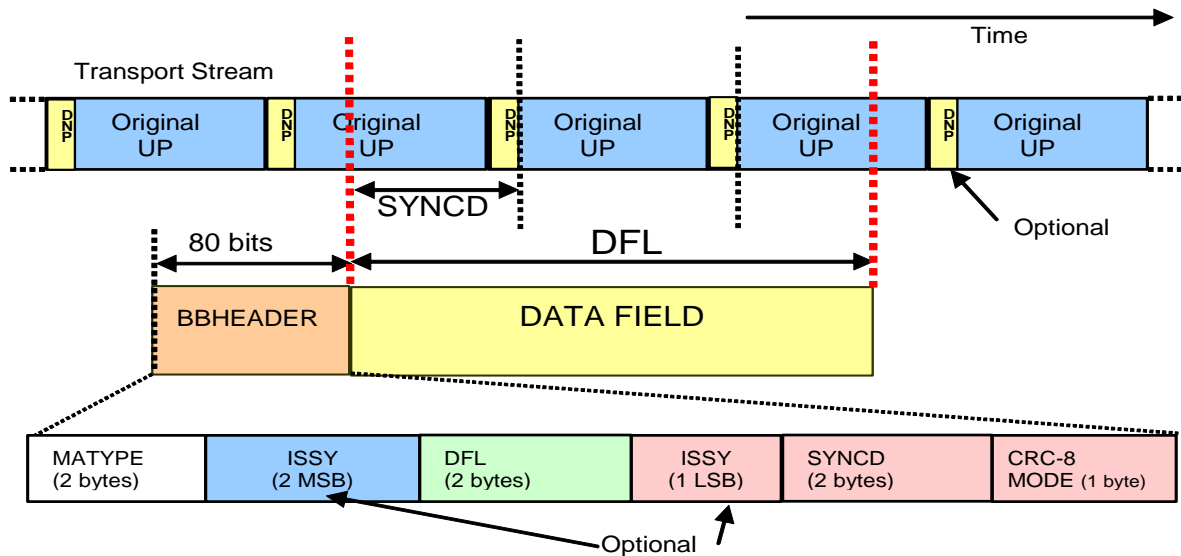 Time
Transport Stream
DNP
Original
UP
DNP
Original
UP
DNP
Original
UP
DNP
Original
UP
DNP
Original
UP
SYNCD
Optional
80 bits
DFL
BBHEADER
DATA FIELD
MATYPE
(2 bytes)
ISSY
(2 MSB)
DFL
(2 bytes)
ISSY
(1 LSB)
SYNCD
(2 bytes)
CRC-8
MODE (1 byte)
Optional